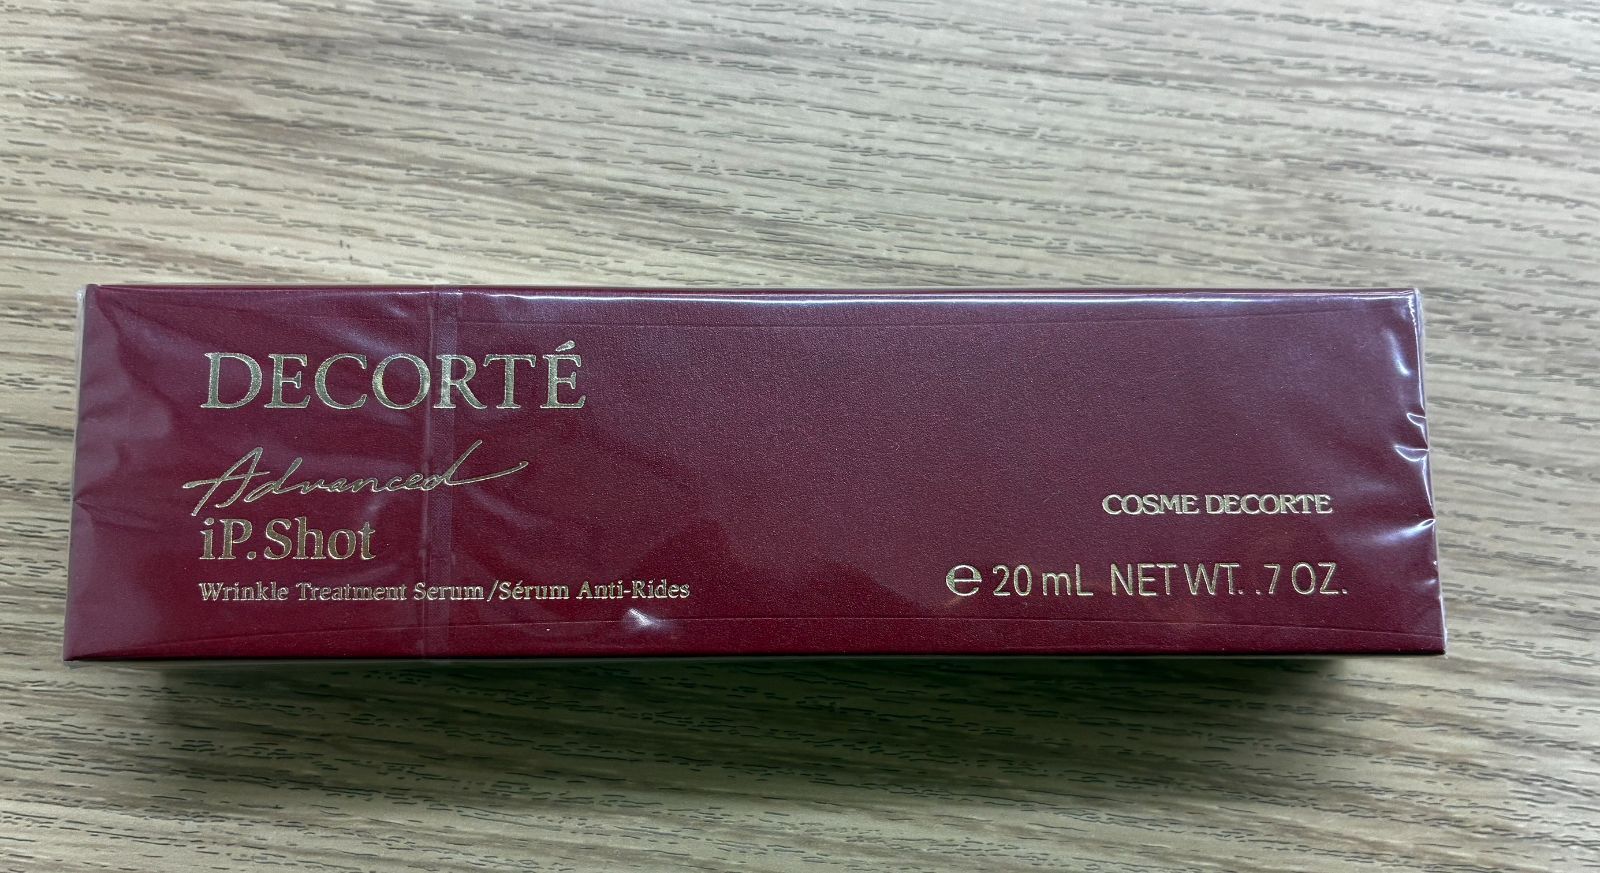 DECORTÉ
Advanced
iP.Shot
Wrinkle Treatment Serum/Sérum Anti-Rides
COSME DECORTE
℮ 20 mL NET WT. .7 OZ.